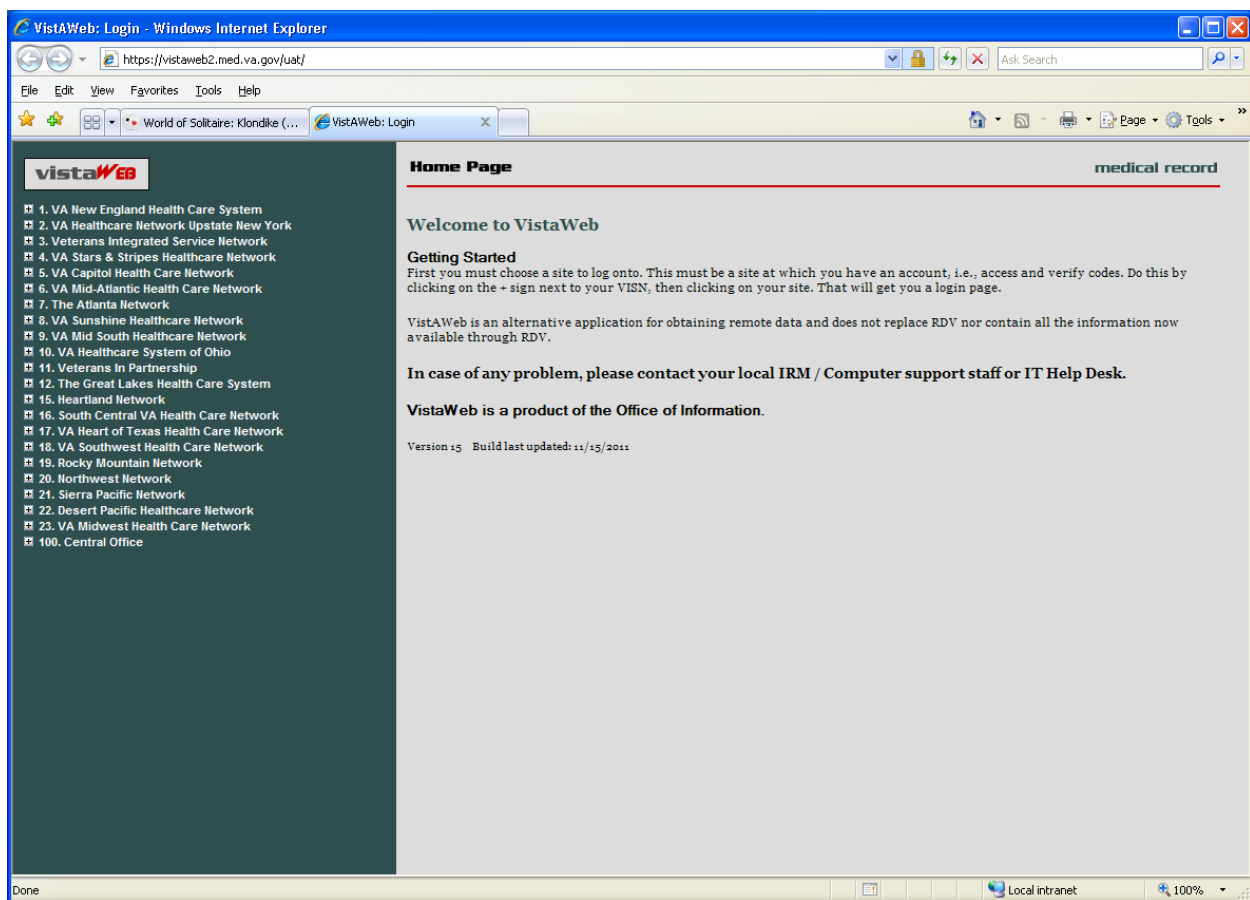 VistAWeb: Login - Windows Internet Explorer
https://vistaweb2.med.va.gov/uat/
Ask Search
File Edit View Favorites Tools Help
World of Solitaire: Klondike (...
VistAWeb: Login
Page
Tools
vistaWEB
Home Page
medical record
1. VA New England Health Care System
2. VA Healthcare Network Upstate New York
3. Veterans Integrated Service Network
4. VA Stars & Stripes Healthcare Network
5. VA Capitol Health Care Network
6. VA Mid-Atlantic Health Care Network
7. The Atlanta Network
8. VA Sunshine Healthcare Network
9. VA Mid South Healthcare Network
10. VA Healthcare System of Ohio
11. Veterans In Partnership
12. The Great Lakes Health Care System
15. Heartland Network
16. South Central VA Health Care Network
17. VA Heart of Texas Health Care Network
18. VA Southwest Health Care Network
19. Rocky Mountain Network
20. Northwest Network
21. Sierra Pacific Network
22. Desert Pacific Healthcare Network
23. VA Midwest Health Care Network
100. Central Office
Welcome to VistaWeb
Getting Started
First you must choose a site to log onto. This must be a site at which you have an account, i.e., access and verify codes. Do this by
clicking on the + sign next to your VISN, then clicking on your site. That will get you a login page.
VistAWeb is an alternative application for obtaining remote data and does not replace RDV nor contain all the information now
available through RDV.
In case of any problem, please contact your local IRM / Computer support staff or IT Help Desk.
VistaWeb is a product of the Office of Information.
Version 15 Build last updated: 11/15/2011
Done
Local intranet
100%